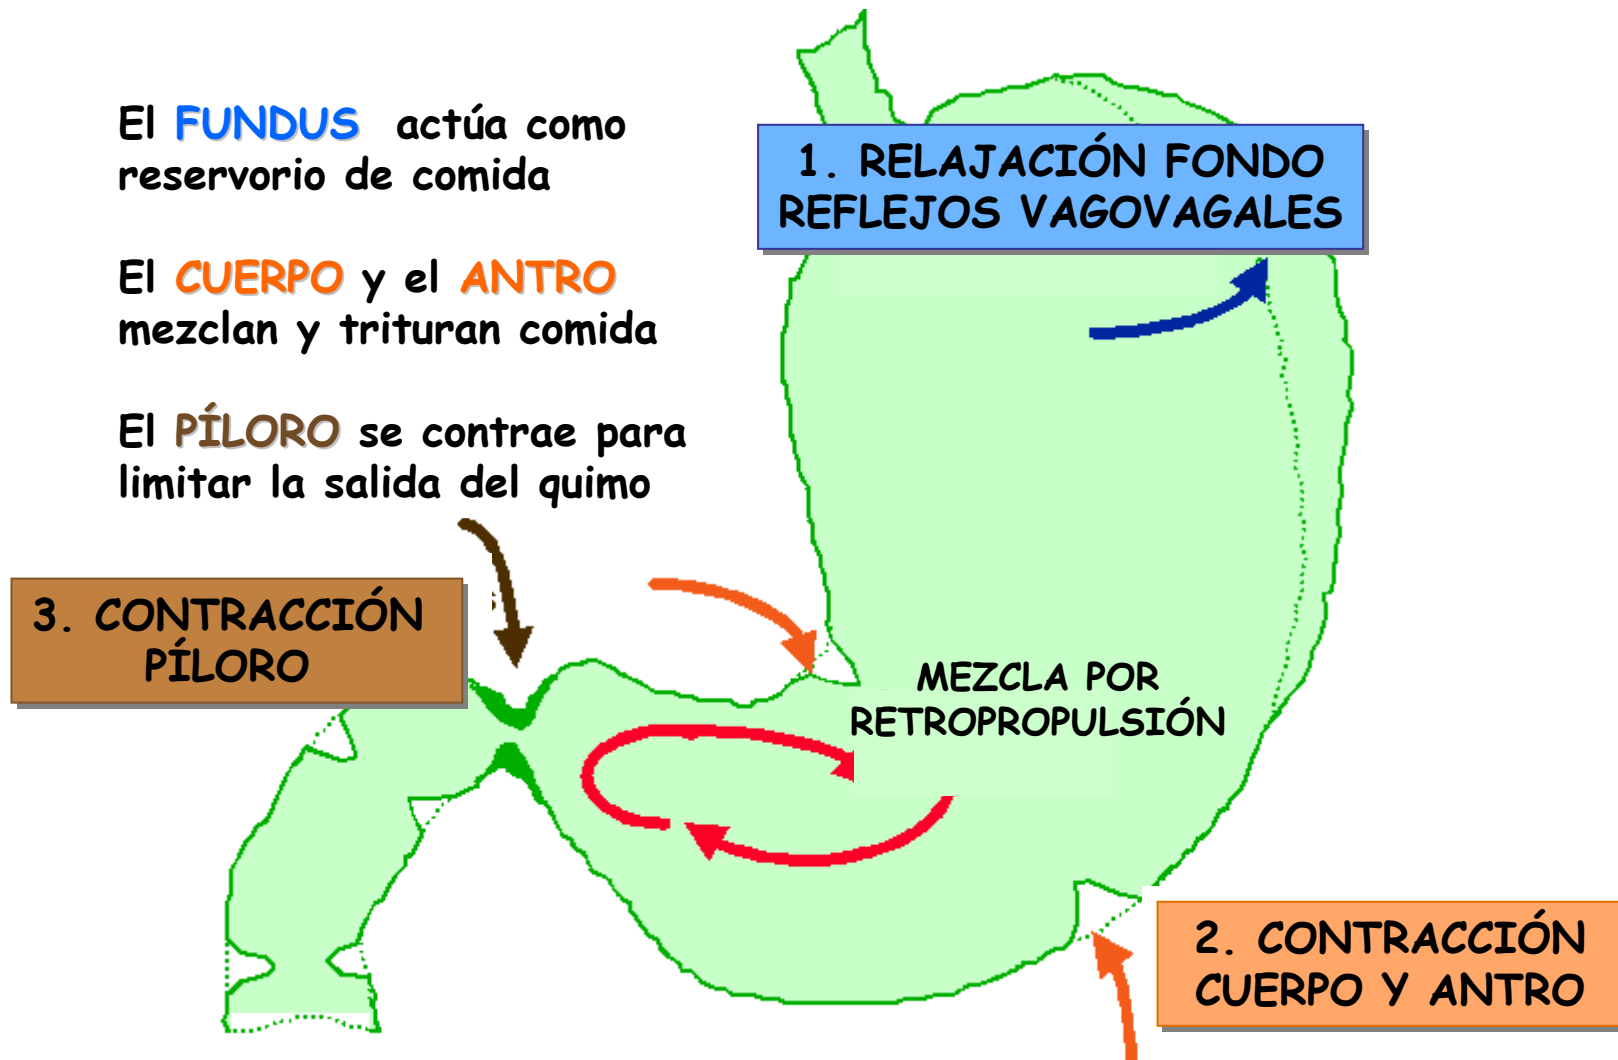 El FUNDUS actúa como
reservorio de comida
El CUERPO y el ANTRO
mezclan y trituran comida
El PÍLORO se contrae para
limitar la salida del quimo
1. RELAJACIÓN FONDO
REFLEJOS VAGOVAGALES
3. CONTRACCIÓN
PÍLORO
MEZCLA POR
RETROPROPULSIÓN
2. CONTRACCIÓN
CUERPO Y ANTRO